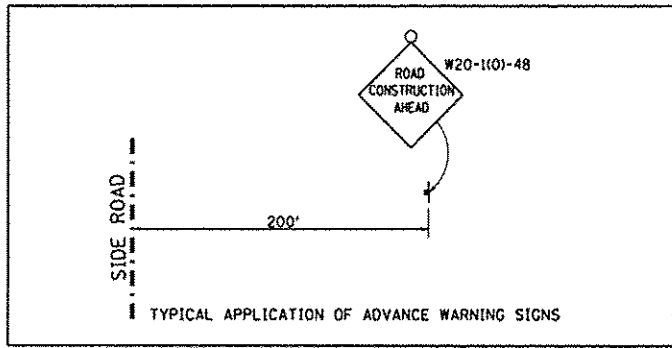 ROAD
CONSTRUCTION
AHEAD
W20-1(O)-48
SIDE ROAD
200'
TYPICAL APPLICATION OF ADVANCE WARNING SIGNS